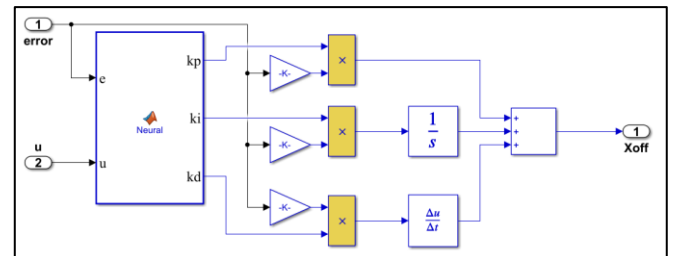 1
error
kp
-K-
×
e
Neural
ki
-K-
×
1
s
+
+
+
1
Xoff
u
2
u
kd
-K-
×
Δu
Δt